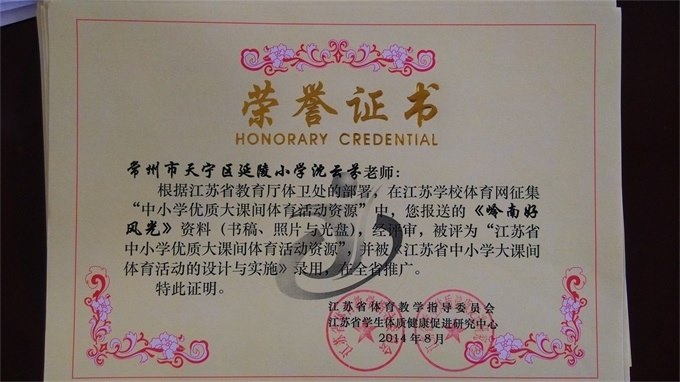 荣誉证书
HONORARY CREDENTIAL
常州市天宁区延陵小学沈云芬老师:
根据江苏省教育厅体卫处的部署，在江苏学校体育网征集
“中小学优质大课间体育活动资源”中，您报送的《岭南好
风光》资料（书稿、照片与光盘），经评审，被评为“江苏省
中小学优质大课间体育活动资源”，并被《江苏省中小学大课间
体育活动的设计与实施》录用，在全省推广。
特此证明。
江苏省体育教学指导委员会
江苏省学生体质健康促进研究中心
2014年8月